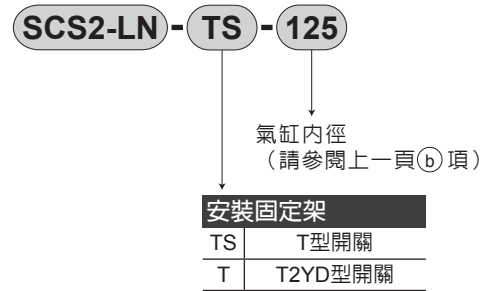 SCS2-LN-TS-125
氣缸內徑
（請參閱上一頁ⓑ項）
安裝固定架
TS T型開關
T T2YD型開關